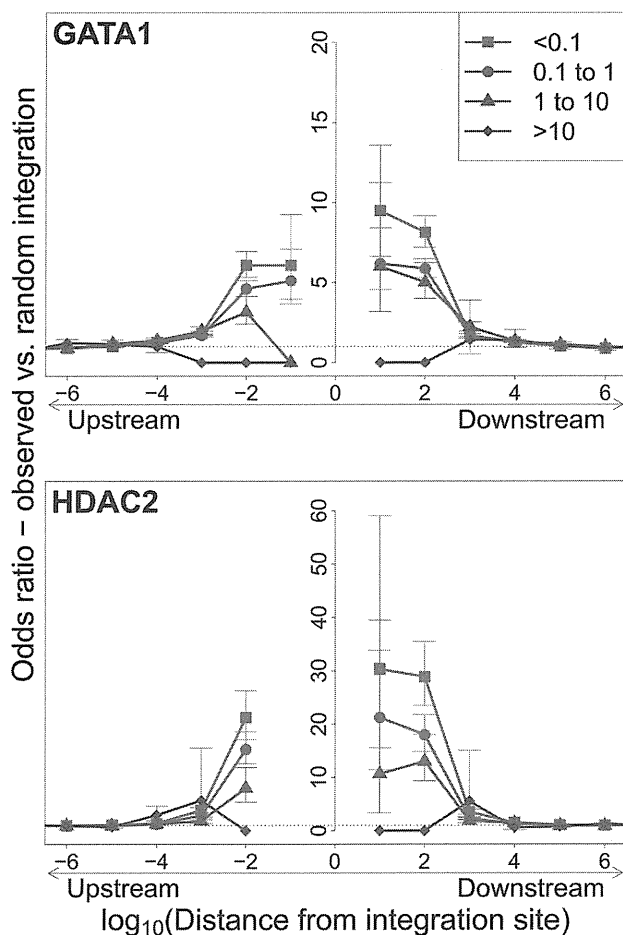 GATA1
<0.1
0.1 to 1
1 to 10
>10
20
15
10
5
0
−6 −4 −2 0 2 4 6
Upstream Downstream
Odds ratio − observed vs. random integration
HDAC2
60
50
40
30
20
10
0
−6 −4 −2 0 2 4 6
Upstream Downstream
log10(Distance from integration site)